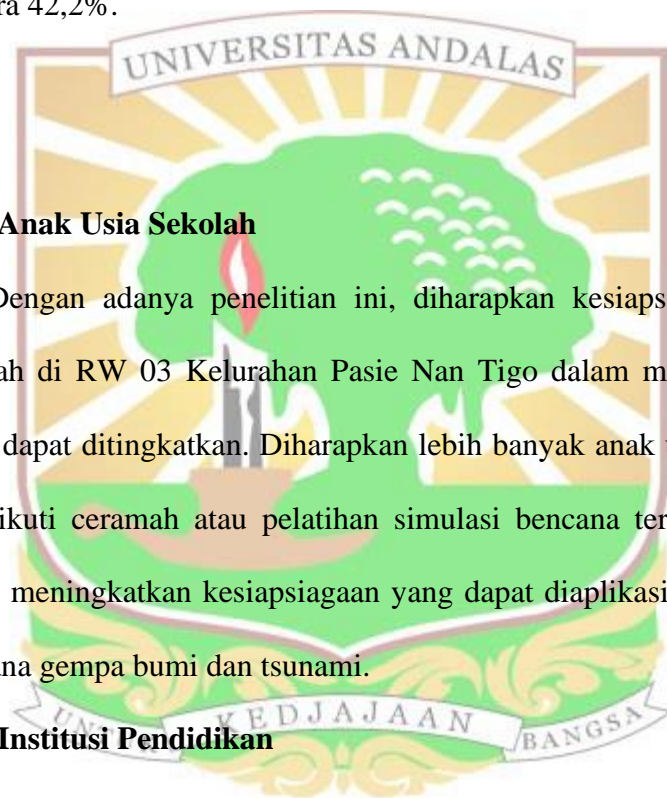 ra 42,2%.
UNIVERSITAS ANDALAS
Anak Usia Sekolah
Dengan adanya penelitian ini, diharapkan kesiaps
ah di RW 03 Kelurahan Pasie Nan Tigo dalam m
dapat ditingkatkan. Diharapkan lebih banyak anak
ikuti ceramah atau pelatihan simulasi bencana ter
meningkatkan kesiapsiagaan yang dapat diaplikasi
ana gempa bumi dan tsunami.
KEDJAJAAN BANGSA
Institusi Pendidikan